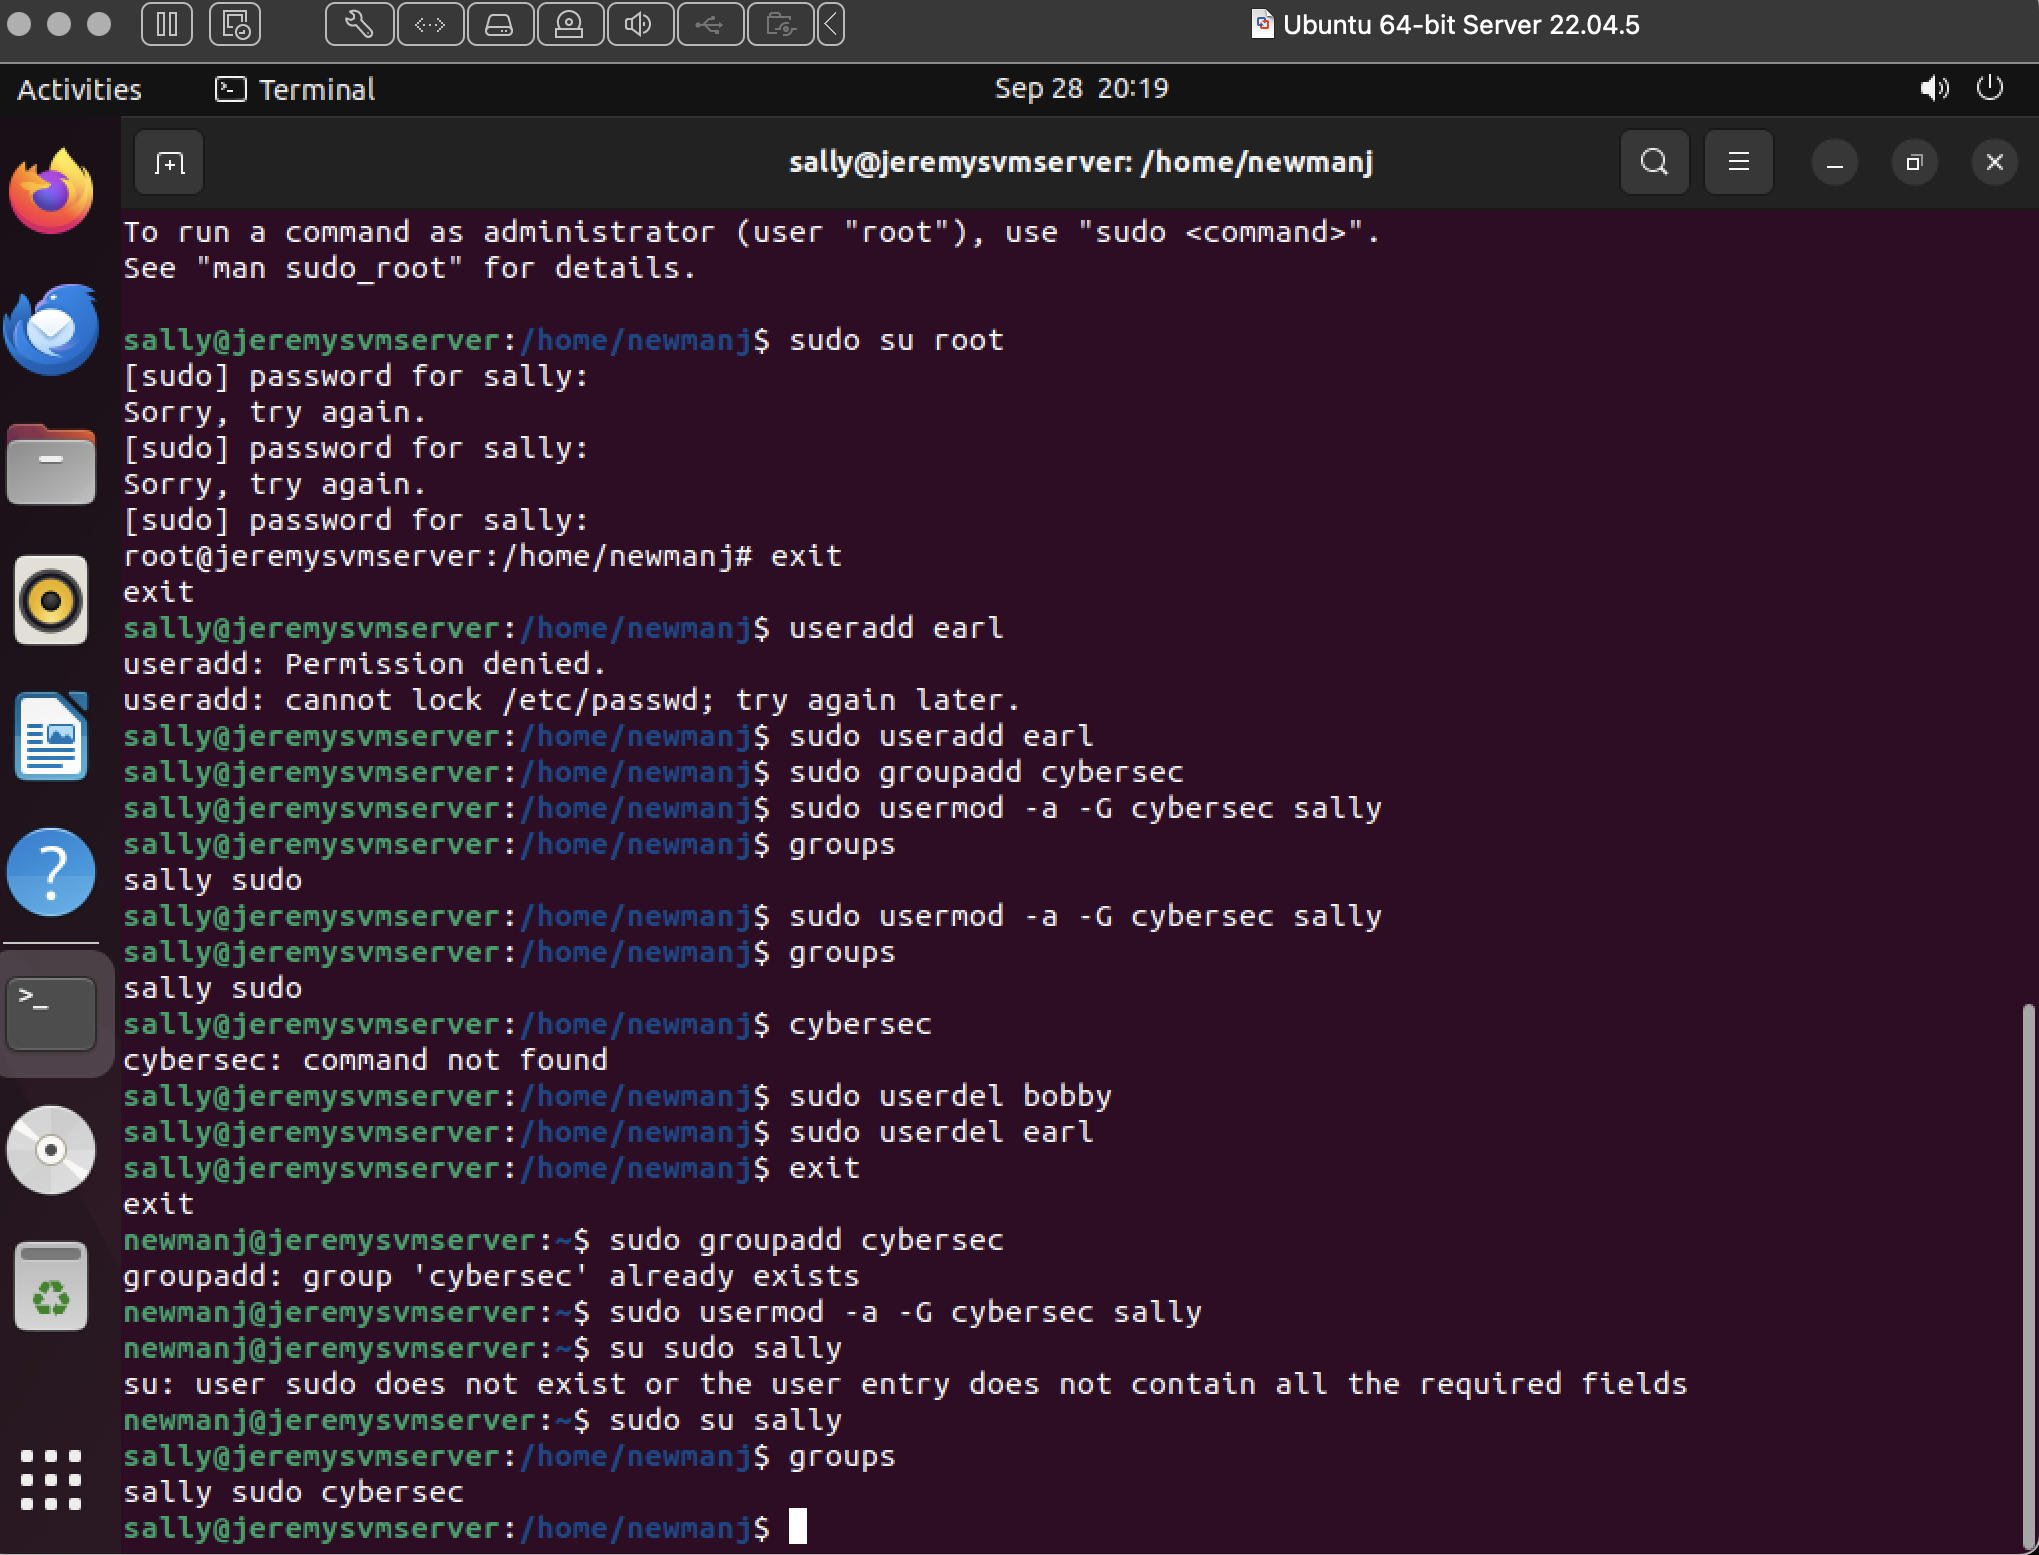 Ubuntu 64-bit Server 22.04.5
Activities
Terminal
Sep 28 20:19
sally@jeremysvmserver: /home/newmanj
To run a command as administrator (user "root"), use "sudo <command>".
See "man sudo_root" for details.
sally@jeremysvmserver:/home/newmanj$ sudo su root
[sudo] password for sally:
Sorry, try again.
[sudo] password for sally:
Sorry, try again.
[sudo] password for sally:
root@jeremysvmserver:/home/newmanj# exit
exit
sally@jeremysvmserver:/home/newmanj$ useradd earl
useradd: Permission denied.
useradd: cannot lock /etc/passwd; try again later.
sally@jeremysvmserver:/home/newmanj$ sudo useradd earl
sally@jeremysvmserver:/home/newmanj$ sudo groupadd cybersec
sally@jeremysvmserver:/home/newmanj$ sudo usermod -a -G cybersec sally
sally@jeremysvmserver:/home/newmanj$ groups
sally sudo
sally@jeremysvmserver:/home/newmanj$ sudo usermod -a -G cybersec sally
sally@jeremysvmserver:/home/newmanj$ groups
sally sudo
sally@jeremysvmserver:/home/newmanj$ cybersec
cybersec: command not found
sally@jeremysvmserver:/home/newmanj$ sudo userdel bobby
sally@jeremysvmserver:/home/newmanj$ sudo userdel earl
sally@jeremysvmserver:/home/newmanj$ exit
exit
newmanj@jeremysvmserver:~$ sudo groupadd cybersec
groupadd: group 'cybersec' already exists
newmanj@jeremysvmserver:~$ sudo usermod -a -G cybersec sally
newmanj@jeremysvmserver:~$ su sudo sally
su: user sudo does not exist or the user entry does not contain all the required fields
newmanj@jeremysvmserver:~$ sudo su sally
sally@jeremysvmserver:/home/newmanj$ groups
sally sudo cybersec
sally@jeremysvmserver:/home/newmanj$